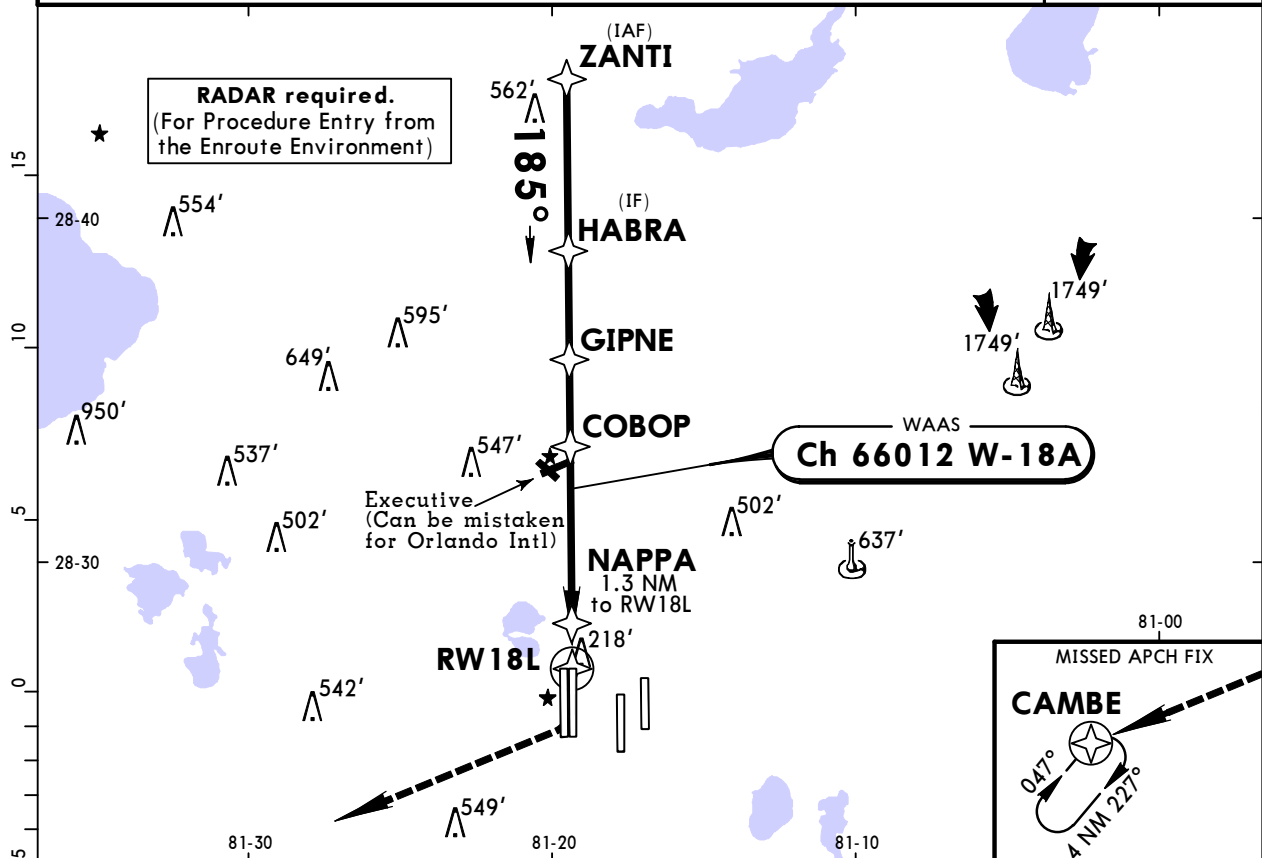 (IAF)
ZANTI
RADAR required.
(For Procedure Entry from
the Enroute Environment)
562'
185°
15
554'
28-40
(IF)
HABRA
1749'
595'
10
GIPNE
1749'
649'
950'
COBOP
WAAS
Ch 66012 W-18A
547'
537'
Executive
(Can be mistaken
for Orlando Intl)
5
502'
502'
637'
28-30
NAPPA
1.3 NM
to RW18L
81-00
218'
RW18L
MISSED APCH FIX
0
542'
CAMBE
047°
4 NM 227°
549'
5
81-30
81-20
81-10